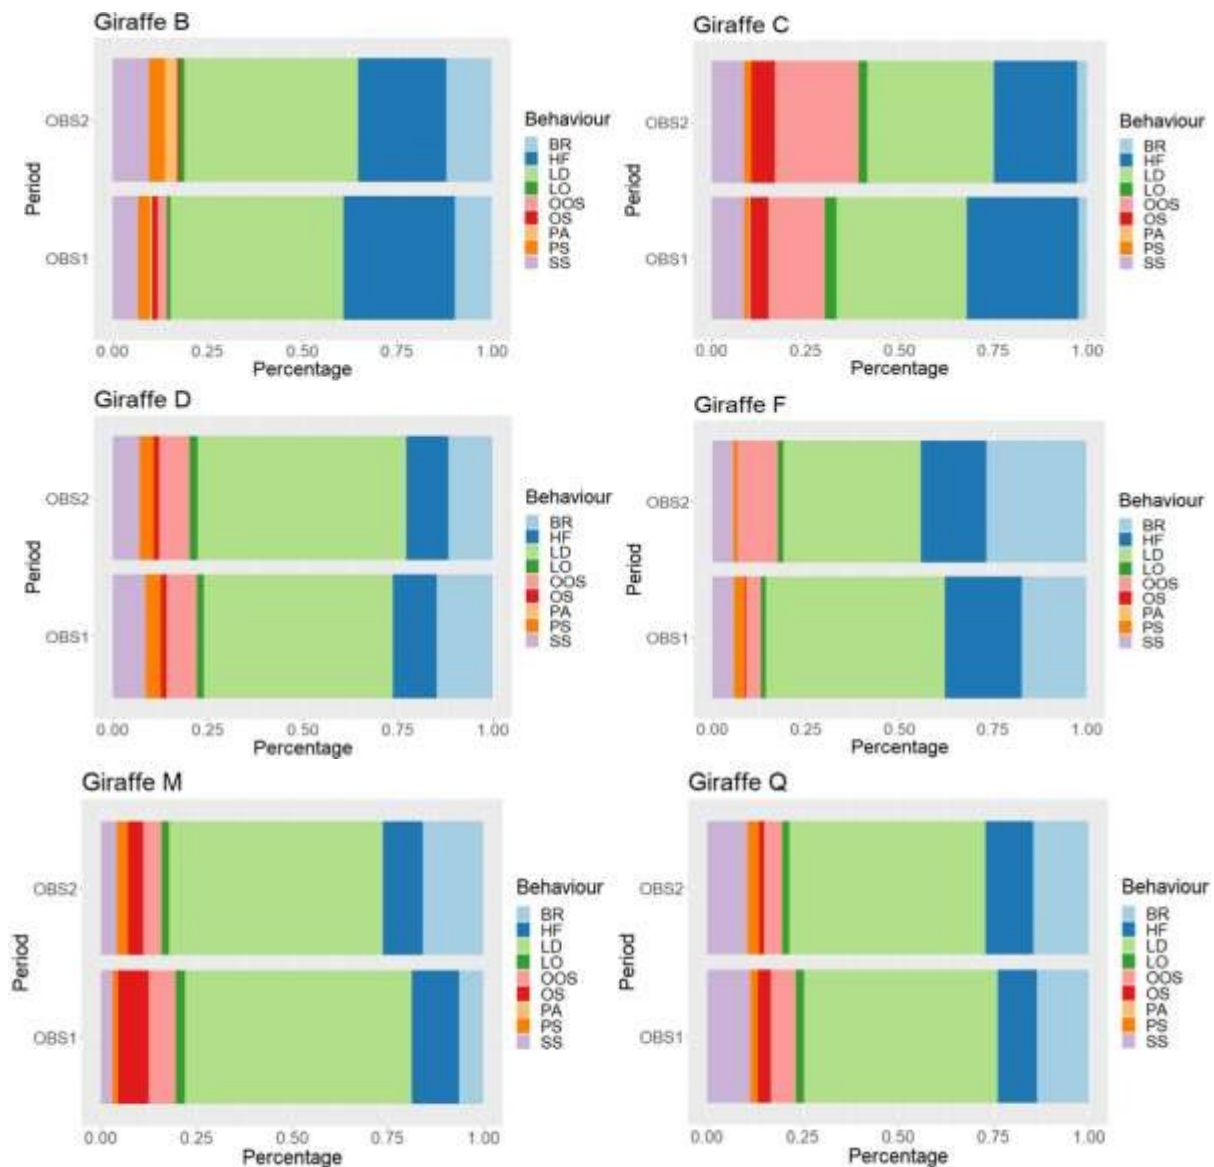 Giraffe B
Period
OBS2
OBS1
0.00 0.25 0.50 0.75 1.00
Percentage
Behaviour
BR
HF
LD
LO
OOS
OS
PA
PS
SS
Giraffe C
Period
OBS2
OBS1
0.00 0.25 0.50 0.75 1.00
Percentage
Behaviour
BR
HF
LD
LO
OOS
OS
PA
PS
SS
Giraffe D
Period
OBS2
OBS1
0.00 0.25 0.50 0.75 1.00
Percentage
Behaviour
BR
HF
LD
LO
OOS
OS
PA
PS
SS
Giraffe F
Period
OBS2
OBS1
0.00 0.25 0.50 0.75 1.00
Percentage
Behaviour
BR
HF
LD
LO
OOS
OS
PA
PS
SS
Giraffe M
Period
OBS2
OBS1
0.00 0.25 0.50 0.75 1.00
Percentage
Behaviour
BR
HF
LD
LO
OOS
OS
PA
PS
SS
Giraffe Q
Period
OBS2
OBS1
0.00 0.25 0.50 0.75 1.00
Percentage
Behaviour
BR
HF
LD
LO
OOS
OS
PA
PS
SS